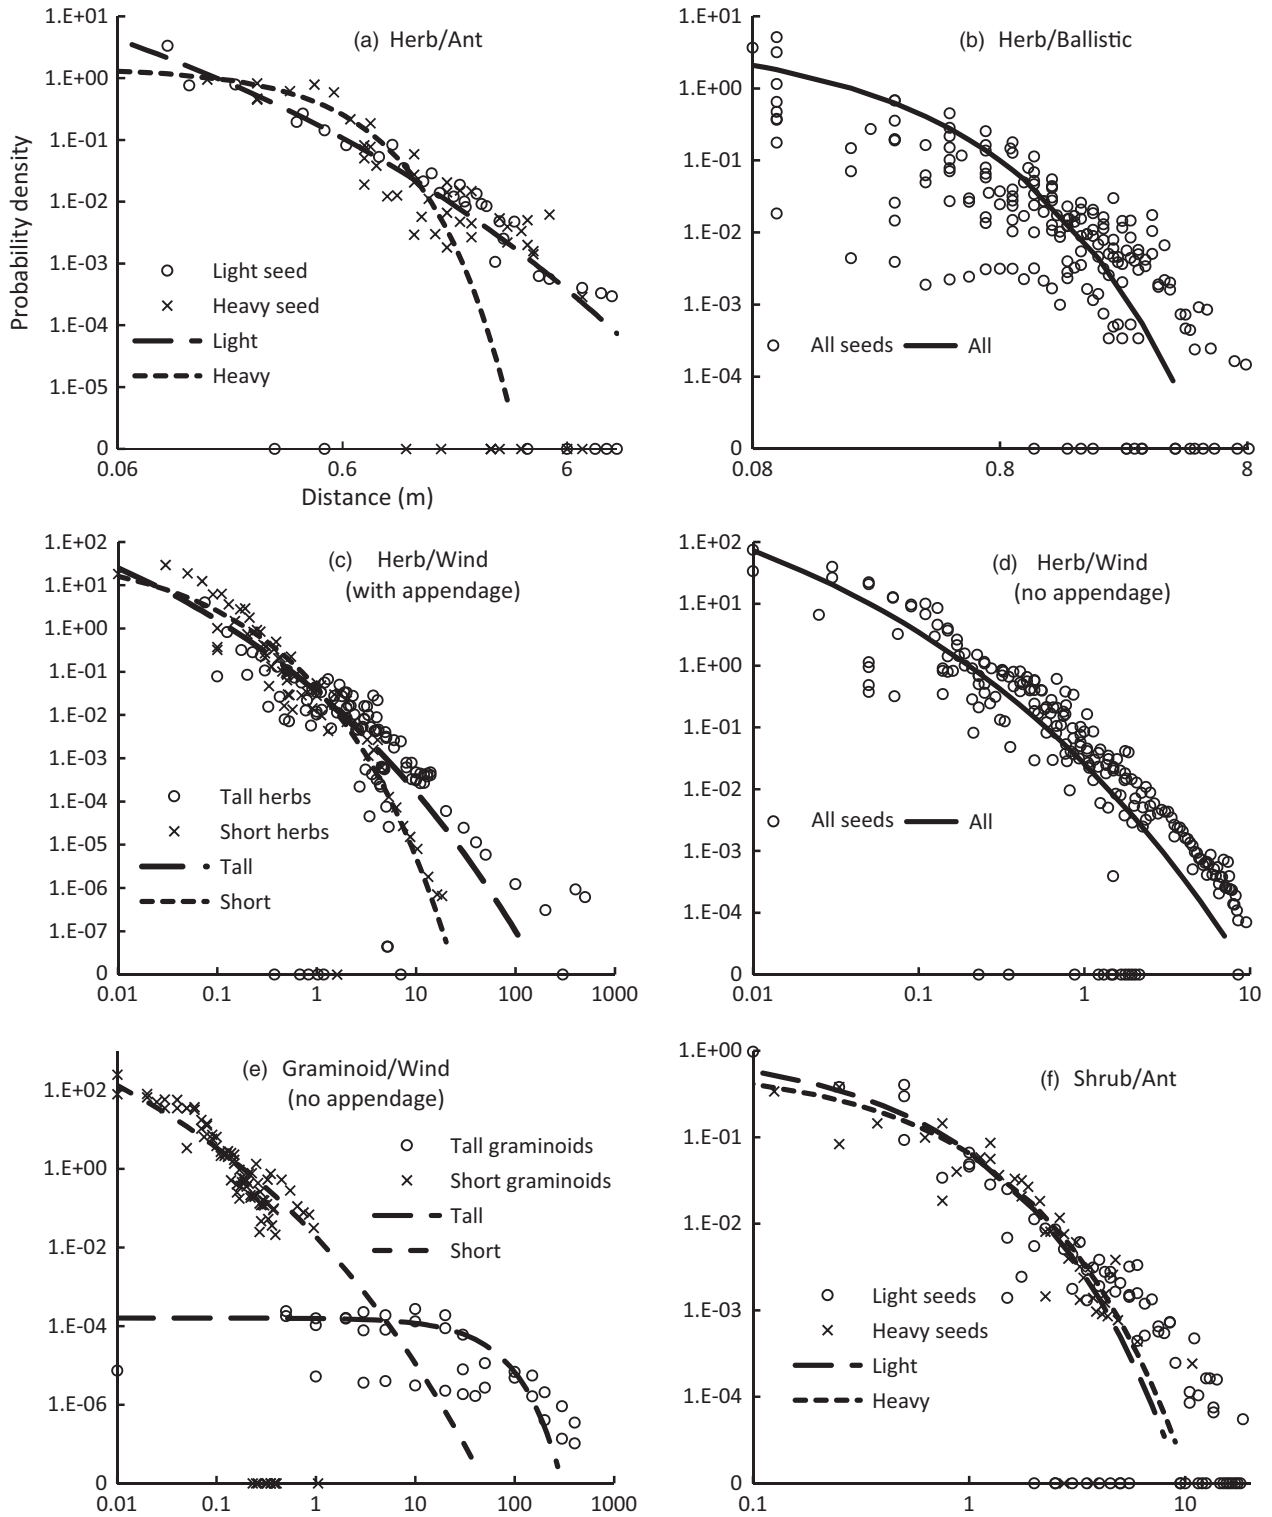 Probability density
1.E+01
1.E+00
1.E-01
1.E-02
1.E-03
1.E-04
1.E-05
0
(a) Herb/Ant
Light seed
Heavy seed
Light
Heavy
0.06
0.6
6
Distance (m)
1.E+01
1.E+00
1.E-01
1.E-02
1.E-03
1.E-04
0
(b) Herb/Ballistic
All seeds All
0.08
0.8
8
1.E+02
1.E+01
1.E+00
1.E-01
1.E-02
1.E-03
1.E-04
1.E-05
1.E-06
1.E-07
0
(c) Herb/Wind
(with appendage)
Tall herbs
Short herbs
Tall
Short
0.01
0.1
1
10
100
1000
1.E+02
1.E+01
1.E+00
1.E-01
1.E-02
1.E-03
1.E-04
0
(d) Herb/Wind
(no appendage)
All seeds All
0.01
0.1
1
10
1.E+02
1.E+00
1.E-02
1.E-04
1.E-06
0
(e) Graminoid/Wind
(no appendage)
Tall graminoids
Short graminoids
Tall
Short
0.01
0.1
1
10
100
1000
1.E+00
1.E-01
1.E-02
1.E-03
1.E-04
0
(f) Shrub/Ant
Light seeds
Heavy seeds
Light
Heavy
0.1
1
10